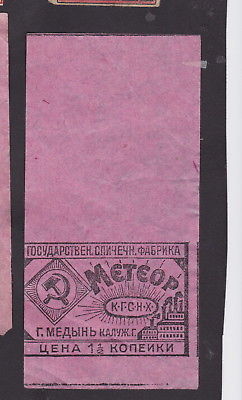 ГОСУДАРСТВЕН. СПИЧЕЧН. ФАБРИКА
МЕТЕОР
К·Г·С·Н·Х
Г. МЕДЫНЬ КАЛУЖ. Г.
ЦЕНА 1½ КОПЕЙКИ